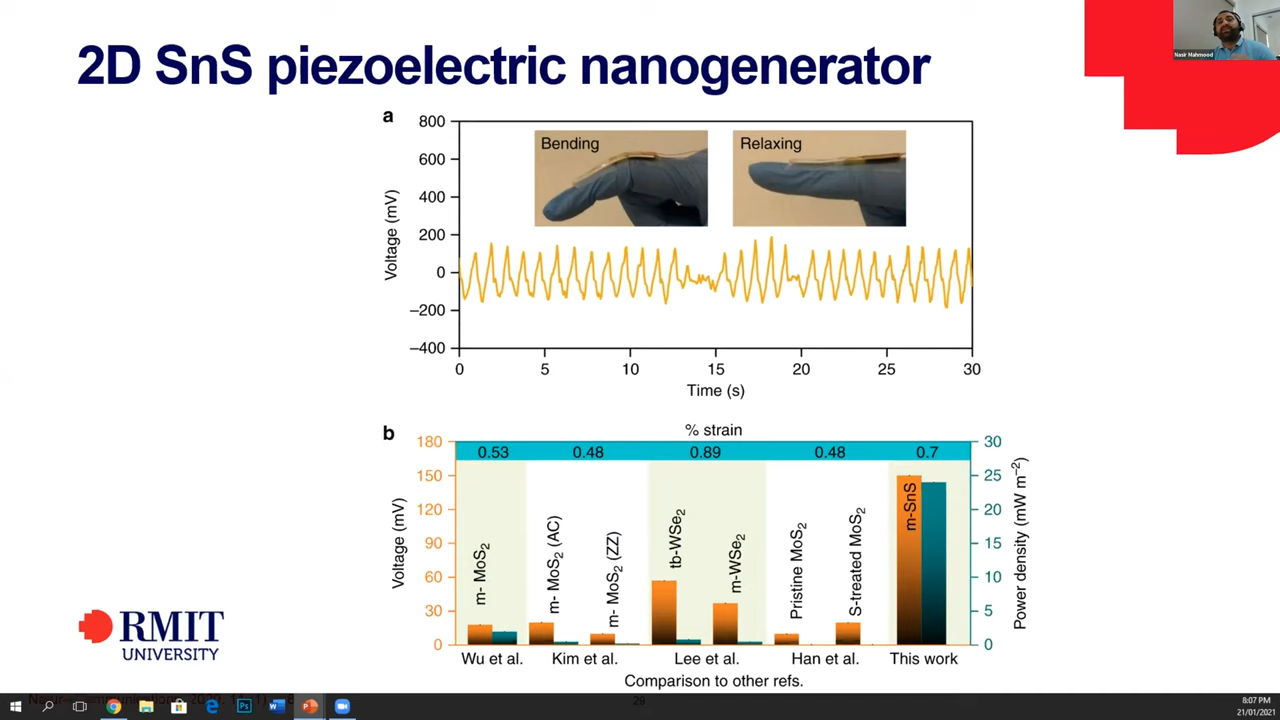 2D SnS piezoelectric nanogenerator
Nasir Mahmood
a
800
600
400
200
0
–200
–400
Voltage (mV)
Bending
Relaxing
0 5 10 15 20 25 30
Time (s)
b
% strain
0.53 0.48 0.89 0.48 0.7
180
150
120
90
60
30
0
Voltage (mV)
m- MoS2
m- MoS2 (AC)
m- MoS2 (ZZ)
tb-WSe2
m-WSe2
Pristine MoS2
S-treated MoS2
m-SnS
30
25
20
15
10
5
0
Power density (mW m–2)
Wu et al. Kim et al. Lee et al. Han et al. This work
Comparison to other refs.
RMIT
UNIVERSITY
29
8:07 PM
21/01/2021